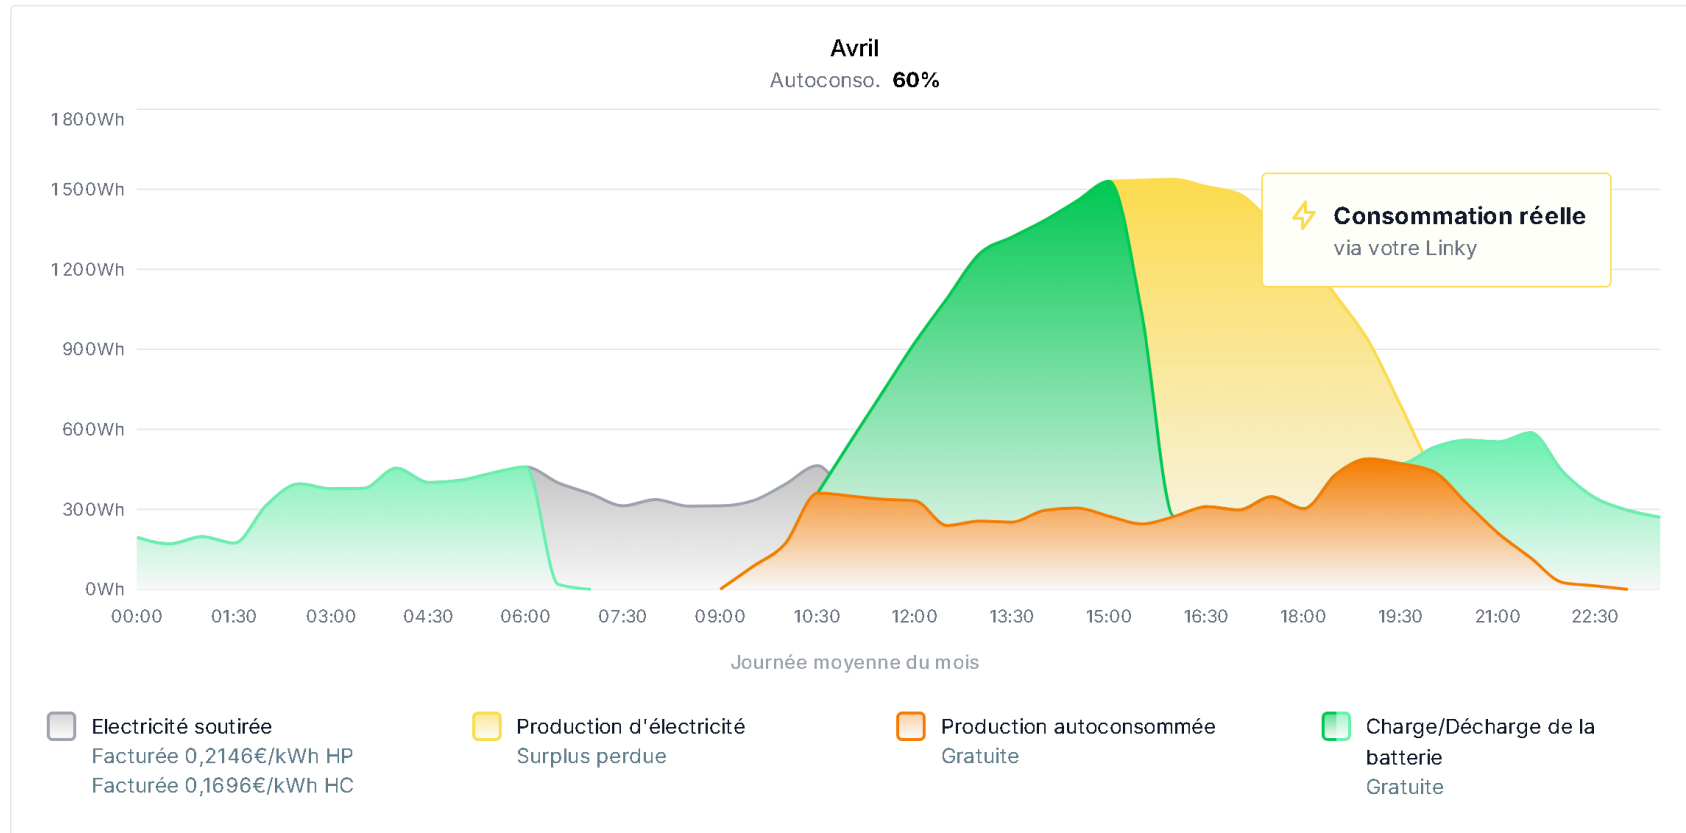 Avril
Autoconso. 60%
1800Wh
1500Wh
1200Wh
900Wh
600Wh
300Wh
0Wh
Consommation réelle
via votre Linky
00:00 01:30 03:00 04:30 06:00 07:30 09:00 10:30 12:00 13:30 15:00 16:30 18:00 19:30 21:00 22:30
Journée moyenne du mois
Electricité soutirée
Facturée 0,2146€/kWh HP
Facturée 0,1696€/kWh HC
Production d'électricité
Surplus perdue
Production autoconsommée
Gratuite
Charge/Décharge de la
batterie
Gratuite